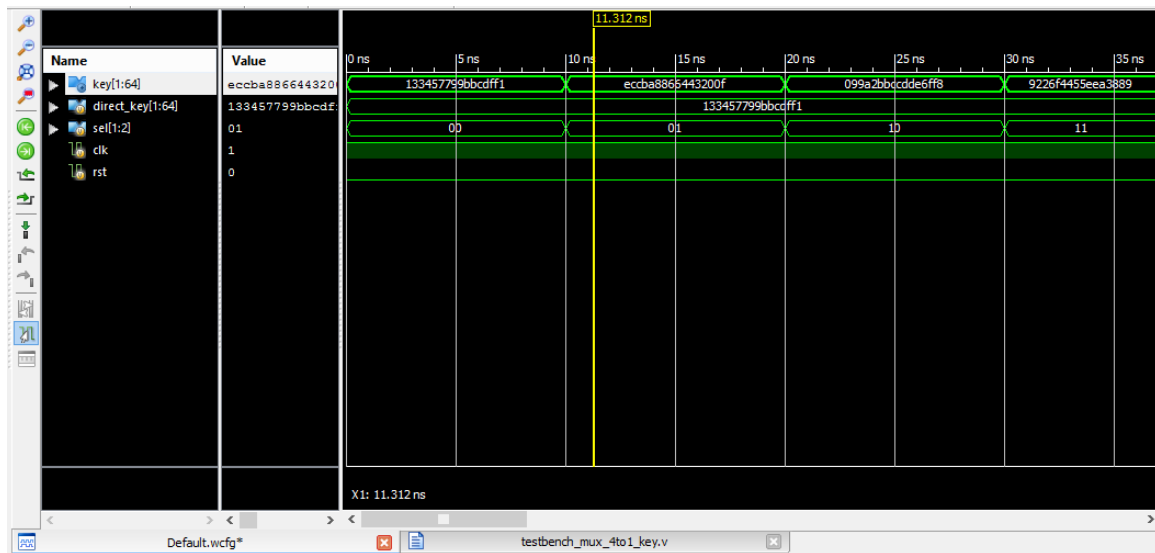 11.312 ns
Name Value
0 ns 5 ns 10 ns 15 ns 20 ns 25 ns 30 ns 35 ns
key[1:64] eccba886644320 133457799bbcdff1 eccba8866443200f 099a2bbccdde6ff8 9226f4455eea3889
direct_key[1:64] 133457799bbcdf 133457799bbcdff1
sel[1:2] 01 00 01 10 11
clk 1
rst 0
X1: 11.312 ns
Default.wcfg* testbench_mux_4to1_key.v